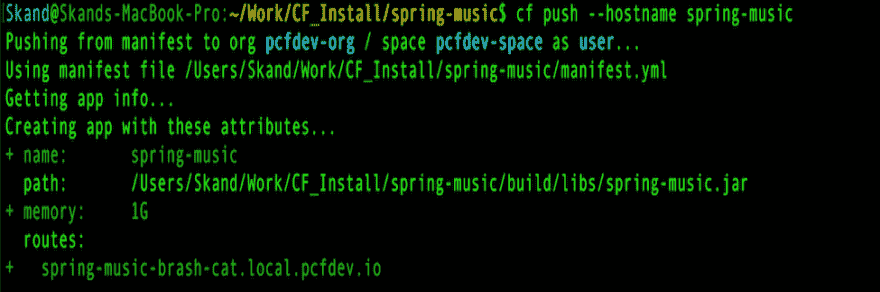 Skand@Skands-MacBook-Pro:~/Work/CF_Install/spring-music$ cf push --hostname spring-music
Pushing from manifest to org pcfdev-org / space pcfdev-space as user...
Using manifest file /Users/Skand/Work/CF_Install/spring-music/manifest.yml
Getting app info...
Creating app with these attributes...
+ name: spring-music
path: /Users/Skand/Work/CF_Install/spring-music/build/libs/spring-music.jar
+ memory: 1G
routes:
+ spring-music-brash-cat.local.pcfdev.io